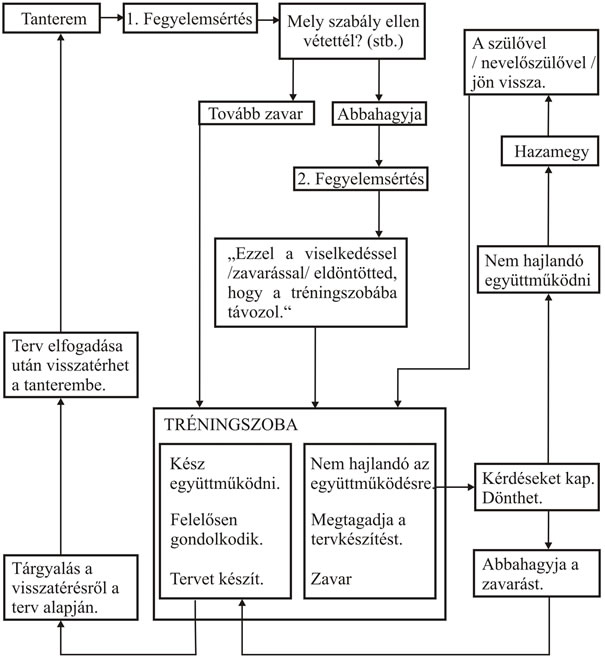 Tanterem
1. Fegyelemsértés
Mely szabály ellen
vétettél? (stb.)
A szülővel
/ nevelőszülővel /
jön vissza.
Tovább zavar
Abbahagyja
Hazamegy
2. Fegyelemsértés
„Ezzel a viselkedéssel
/zavarással/ eldöntötted,
hogy a tréningszobába
távozol.“
Nem hajlandó
együttműködni
Terv elfogadása
után visszatérhet
a tanterembe.
TRÉNINGSZOBA
Kész
együttműködni.
Felelősen
gondolkodik.
Tervet készít.
Nem hajlandó az
együttműködésre.
Megtagadja a
tervkészítést.
Zavar
Kérdéseket kap.
Dönthet.
Tárgyalás a
visszatérésről a
terv alapján.
Abbahagyja a
zavarást.